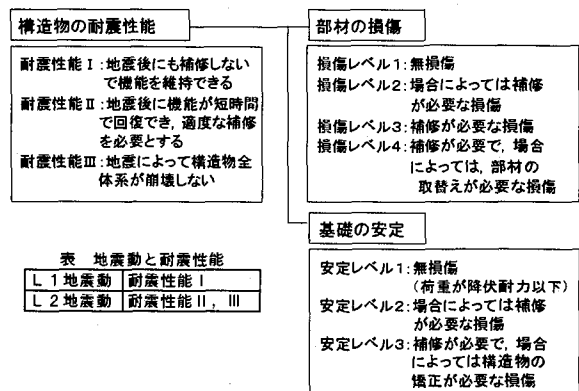 構造物の耐震性能
耐震性能Ⅰ:地震後にも補修しない
で機能を維持できる
耐震性能Ⅱ:地震後に機能が短時間
で回復でき,適度な補修
を必要とする
耐震性能Ⅲ:地震によって構造物全
体系が崩壊しない
表 地震動と耐震性能
L1地震動 耐震性能Ⅰ
L2地震動 耐震性能Ⅱ,Ⅲ
部材の損傷
損傷レベル1:無損傷
損傷レベル2:場合によっては補修
が必要な損傷
損傷レベル3:補修が必要な損傷
損傷レベル4:補修が必要で,場合
によっては,部材の
取替えが必要な損傷
基礎の安定
安定レベル1:無損傷
(荷重が降伏耐力以下)
安定レベル2:場合によっては補修
が必要な損傷
安定レベル3:補修が必要で,場合
によっては構造物の
矯正が必要な損傷